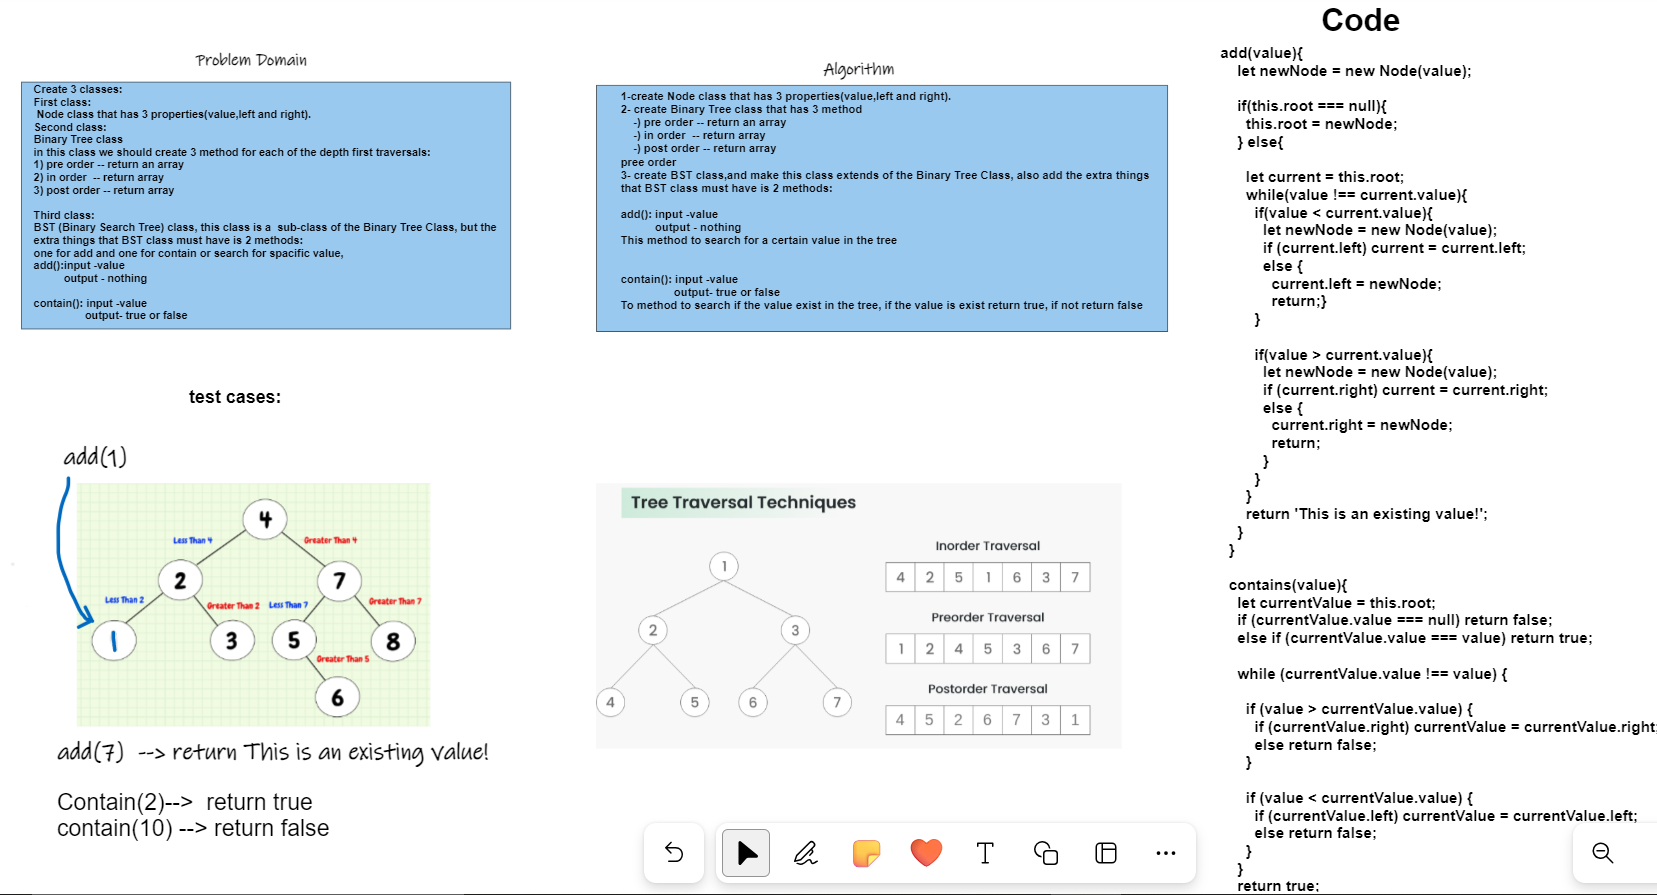 Problem Domain
Create 3 classes:
First class:
Node class that has 3 properties(value,left and right).
Second class:
Binary Tree class
in this class we should create 3 method for each of the depth first traversals:
1) pre order -- return an array
2) in order -- return array
3) post order -- return array
Third class:
BST (Binary Search Tree) class, this class is a sub-class of the Binary Tree Class, but the
extra things that BST class must have is 2 methods:
one for add and one for contain or search for spacific value,
add():input -value
output - nothing
contain(): input -value
output- true or false
Algorithm
1-create Node class that has 3 properties(value,left and right).
2- create Binary Tree class that has 3 method
-) pre order -- return an array
-) in order -- return array
-) post order -- return array
pree order
3- create BST class,and make this class extends of the Binary Tree Class, also add the extra things
that BST class must have is 2 methods:
add(): input -value
output - nothing
This method to search for a certain value in the tree
contain(): input -value
output- true or false
To method to search if the value exist in the tree, if the value is exist return true, if not return false
test cases:
add(1)
4
Less Than 4
Greater Than 4
2
7
Less Than 2
Greater Than 2
Less Than 7
Greater Than 7
1
3
5
8
Greater Than 5
6
add(7) --> return This is an existing value!
Contain(2)--> return true
contain(10) --> return false
Tree Traversal Techniques
1
2
3
4
5
6
7
Inorder Traversal
4 2 5 1 6 3 7
Preorder Traversal
1 2 4 5 3 6 7
Postorder Traversal
4 5 2 6 7 3 1
Code
add(value){
let newNode = new Node(value);
if(this.root === null){
this.root = newNode;
} else{
let current = this.root;
while(value !== current.value){
if(value < current.value){
let newNode = new Node(value);
if (current.left) current = current.left;
else {
current.left = newNode;
return;}
}
if(value > current.value){
let newNode = new Node(value);
if (current.right) current = current.right;
else {
current.right = newNode;
return;
}
}
}
return 'This is an existing value!';
}
}
contains(value){
let currentValue = this.root;
if (currentValue.value === null) return false;
else if (currentValue.value === value) return true;
while (currentValue.value !== value) {
if (value > currentValue.value) {
if (currentValue.right) currentValue = currentValue.right;
else return false;
}
if (value < currentValue.value) {
if (currentValue.left) currentValue = currentValue.left;
else return false;
}
}
return true;
T